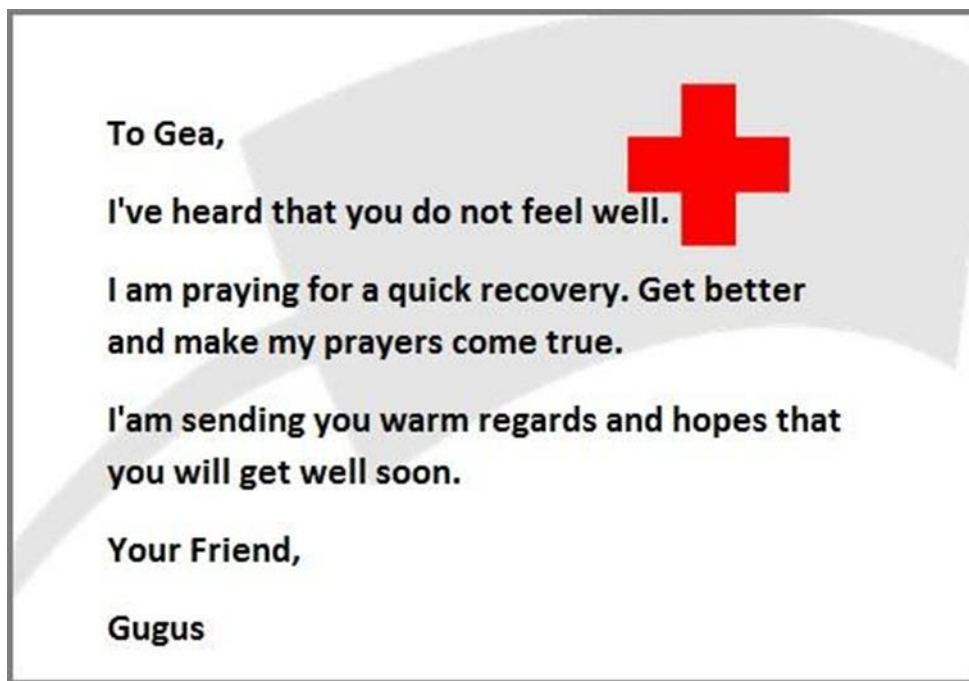 To Gea,
I've heard that you do not feel well.
I am praying for a quick recovery. Get better
and make my prayers come true.
I'am sending you warm regards and hopes that
you will get well soon.
Your Friend,
Gugus